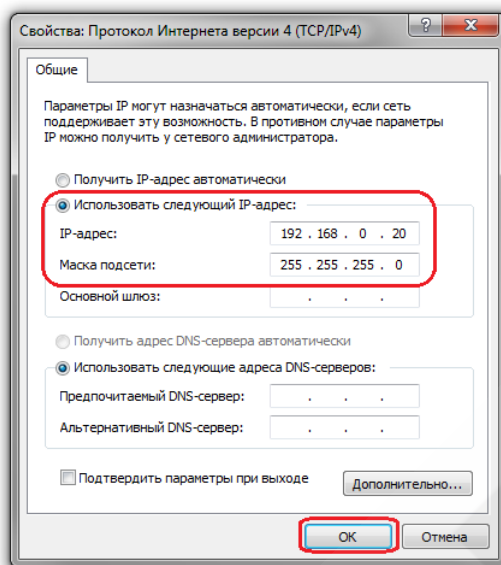 Свойства: Протокол Интернета версии 4 (TCP/IPv4)
Общие
Параметры IP могут назначаться автоматически, если сеть
поддерживает эту возможность. В противном случае параметры
IP можно получить у сетевого администратора.
Получить IP-адрес автоматически
Использовать следующий IP-адрес:
IP-адрес: 192 . 168 . 0 . 20
Маска подсети: 255 . 255 . 255 . 0
Основной шлюз: . . .
Получить адрес DNS-сервера автоматически
Использовать следующие адреса DNS-серверов:
Предпочитаемый DNS-сервер: . . .
Альтернативный DNS-сервер: . . .
Подтвердить параметры при выходе
Дополнительно...
ОК Отмена